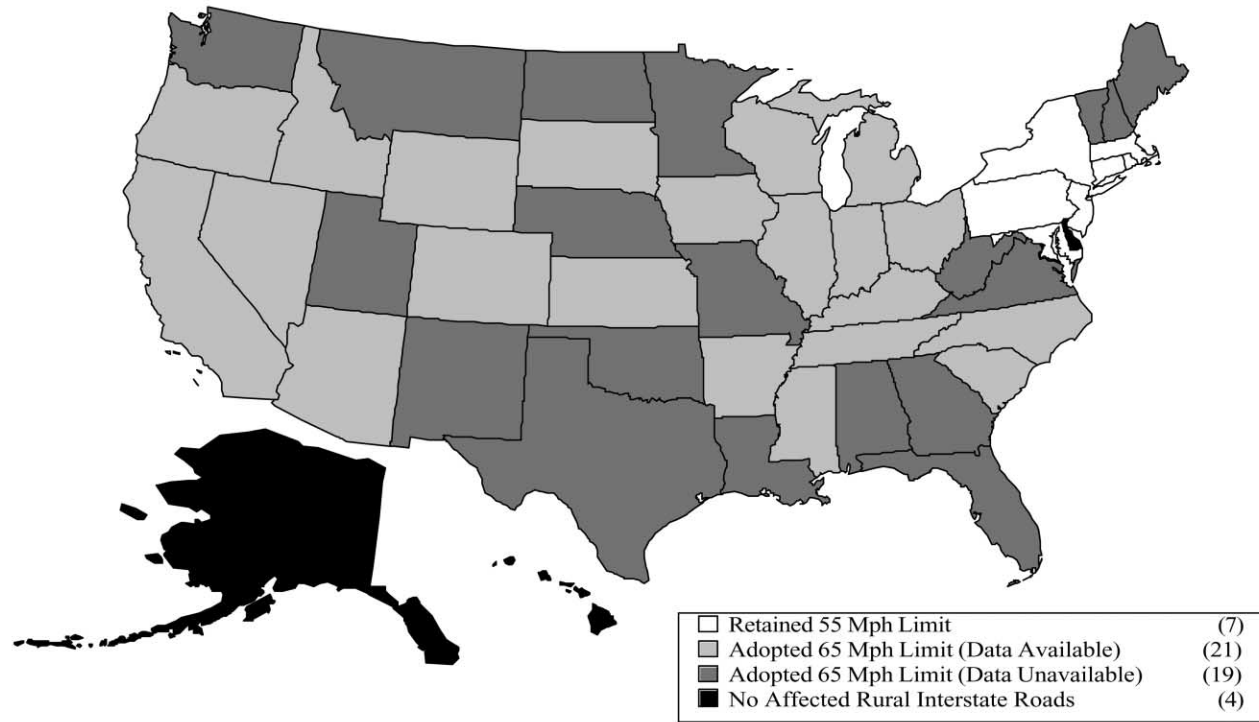 Retained 55 Mph Limit (7)
Adopted 65 Mph Limit (Data Available) (21)
Adopted 65 Mph Limit (Data Unavailable) (19)
No Affected Rural Interstate Roads (4)